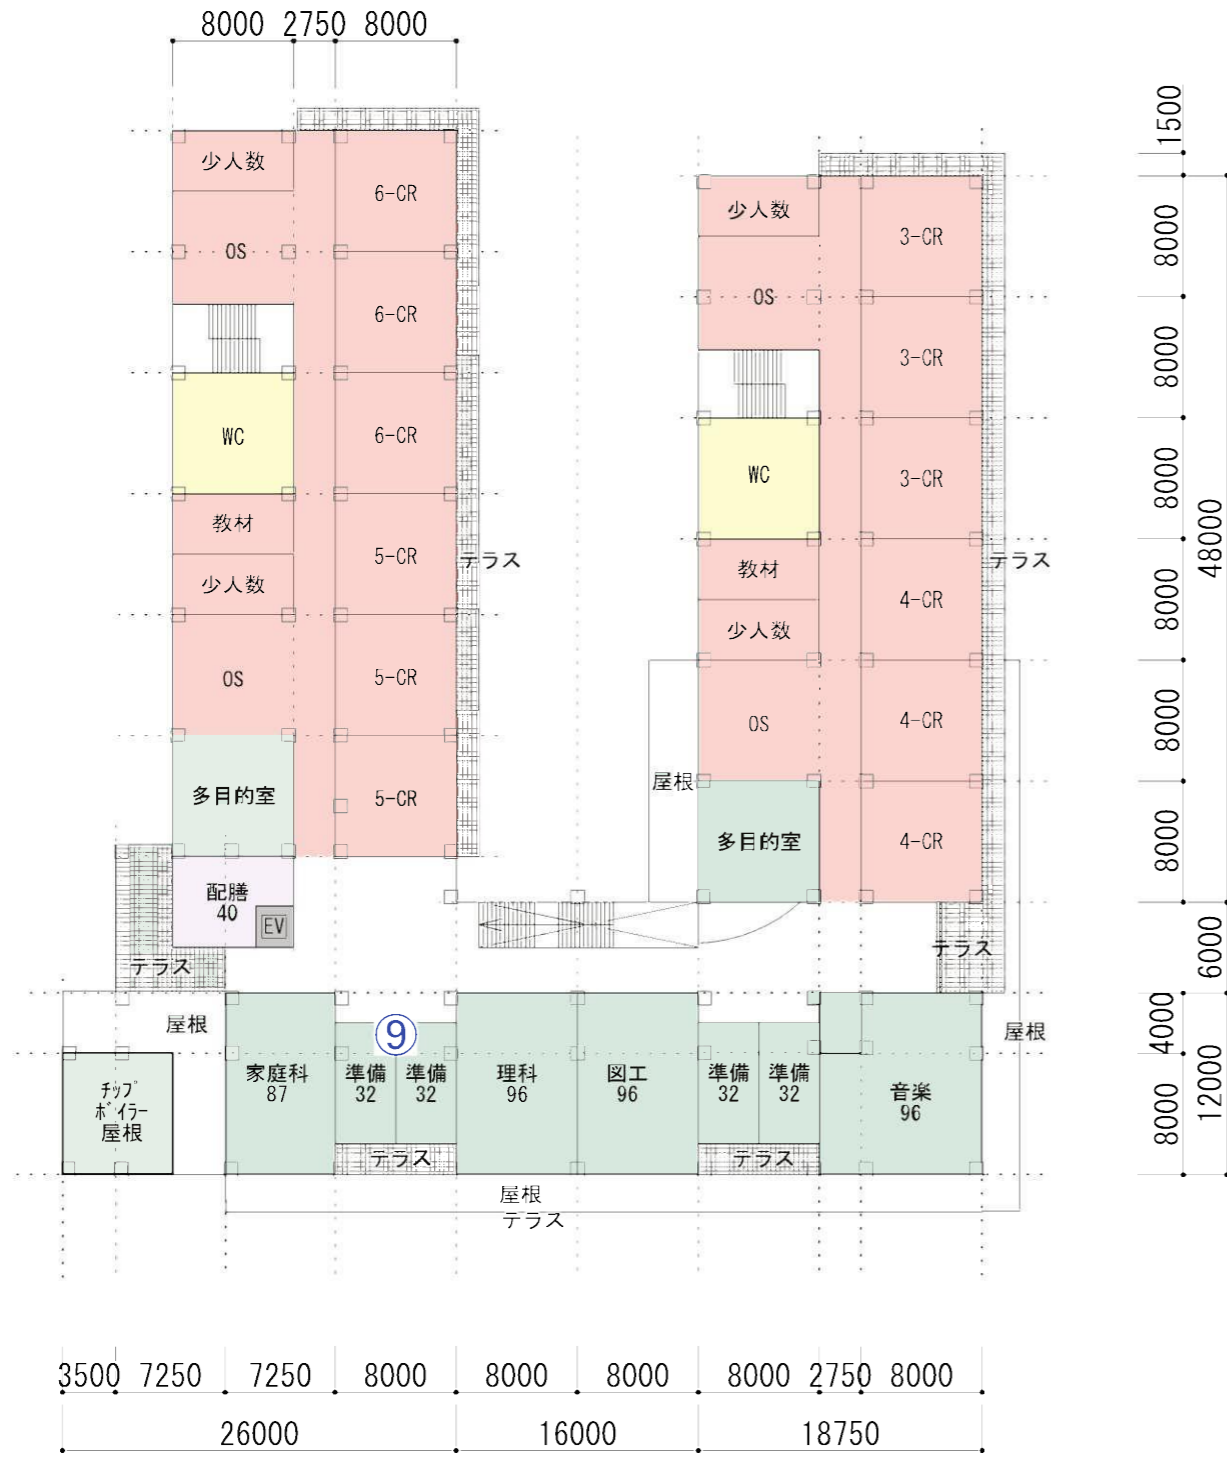 8000 2750 8000
1500
少人数
6-CR
少人数
3-CR
8000
OS
OS
6-CR
3-CR
8000
WC
6-CR
WC
3-CR
8000
48000
教材
5-CR
テラス
教材
テラス
少人数
4-CR
8000
少人数
OS
5-CR
OS
4-CR
8000
屋根
多目的室
5-CR
多目的室
4-CR
8000
配膳
40
EV
テラス
テラス
6000
屋根
⑨
屋根
4000
家庭科
87
準備
32
準備
32
理科
96
図工
96
準備
32
準備
32
音楽
96
チップ
ボイラー
屋根
8000
12000
テラス
テラス
屋根
テラス
3500 7250 7250 8000 8000 8000 8000 2750 8000
26000 16000 18750